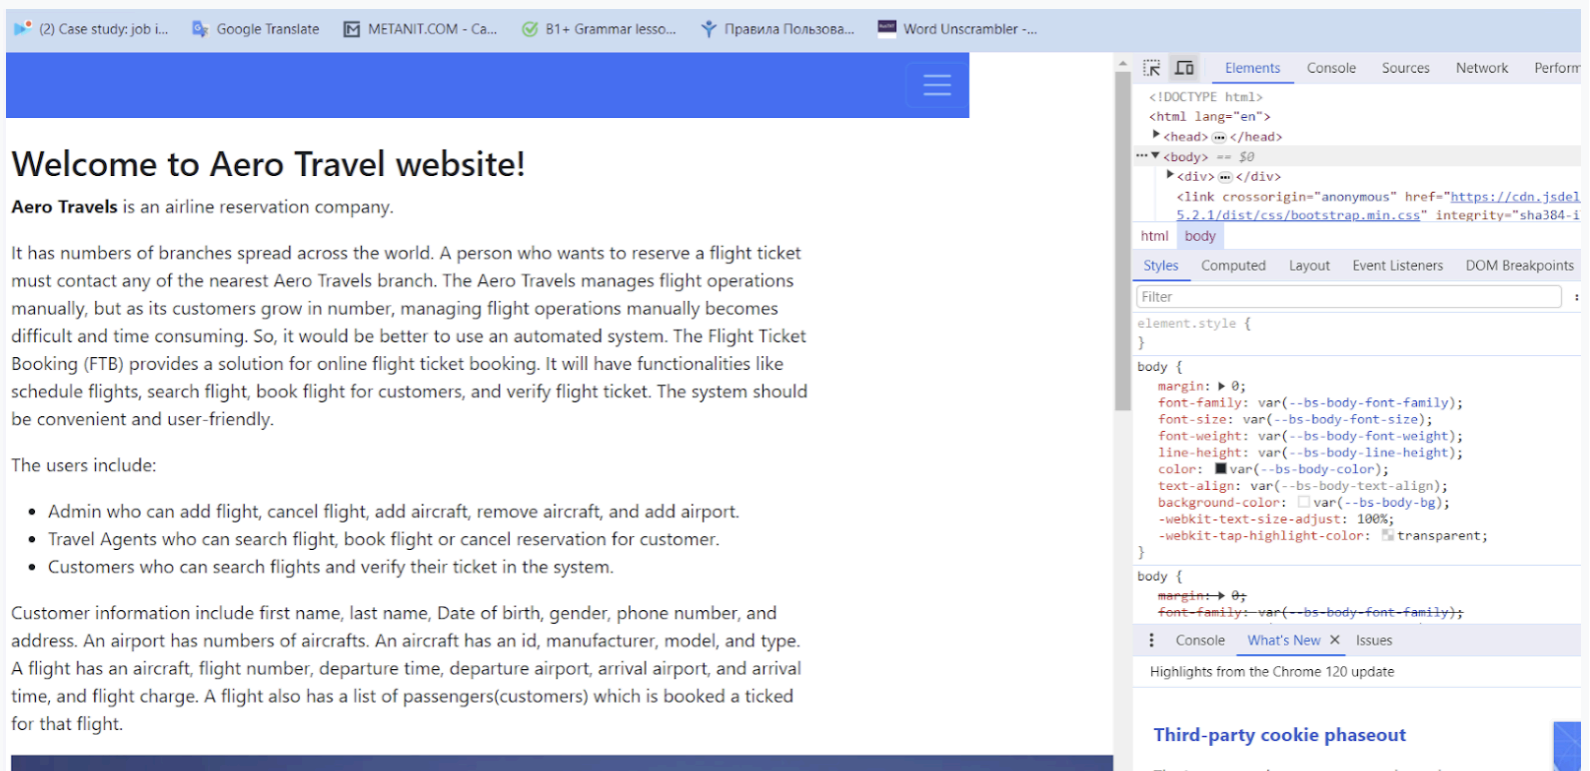 (2) Case study: job i...
Google Translate
METANIT.COM - Ca...
B1+ Grammar lesso...
Правила Пользова...
Word Unscrambler -...
Welcome to Aero Travel website!
Aero Travels is an airline reservation company.
It has numbers of branches spread across the world. A person who wants to reserve a flight ticket
must contact any of the nearest Aero Travels branch. The Aero Travels manages flight operations
manually, but as its customers grow in number, managing flight operations manually becomes
difficult and time consuming. So, it would be better to use an automated system. The Flight Ticket
Booking (FTB) provides a solution for online flight ticket booking. It will have functionalities like
schedule flights, search flight, book flight for customers, and verify flight ticket. The system should
be convenient and user-friendly.
The users include:
• Admin who can add flight, cancel flight, add aircraft, remove aircraft, and add airport.
• Travel Agents who can search flight, book flight or cancel reservation for customer.
• Customers who can search flights and verify their ticket in the system.
Customer information include first name, last name, Date of birth, gender, phone number, and
address. An airport has numbers of aircrafts. An aircraft has an id, manufacturer, model, and type.
A flight has an aircraft, flight number, departure time, departure airport, arrival airport, and arrival
time, and flight charge. A flight also has a list of passengers(customers) which is booked a ticked
for that flight.
Elements Console Sources Network Perform
<!DOCTYPE html>
<html lang="en">
<head> ... </head>
... <body> == $0
<div> ... </div>
<link crossorigin="anonymous" href="https://cdn.jsdel
5.2.1/dist/css/bootstrap.min.css" integrity="sha384-i
html body
Styles Computed Layout Event Listeners DOM Breakpoints
Filter
element.style {
}
body {
margin: 0;
font-family: var(--bs-body-font-family);
font-size: var(--bs-body-font-size);
font-weight: var(--bs-body-font-weight);
line-height: var(--bs-body-line-height);
color: var(--bs-body-color);
text-align: var(--bs-body-text-align);
background-color: var(--bs-body-bg);
-webkit-text-size-adjust: 100%;
-webkit-tap-highlight-color: transparent;
}
body {
margin: 0;
font-family: var(--bs-body-font-family);
Console What's New Issues
Highlights from the Chrome 120 update
Third-party cookie phaseout